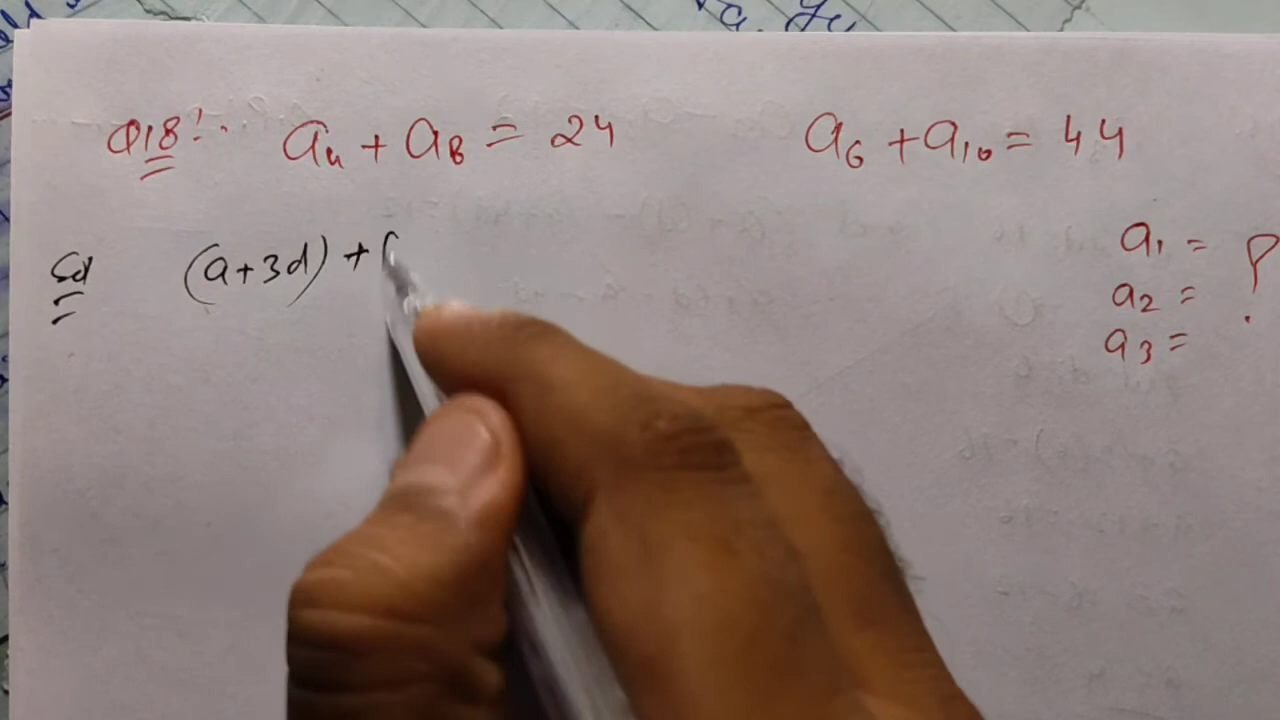 Q18:. a₄ + a₈ = 24 a₆ + a₁₀ = 44
a₁ = ?
Sol (a+3d) + (
a₂ =
a₃ =